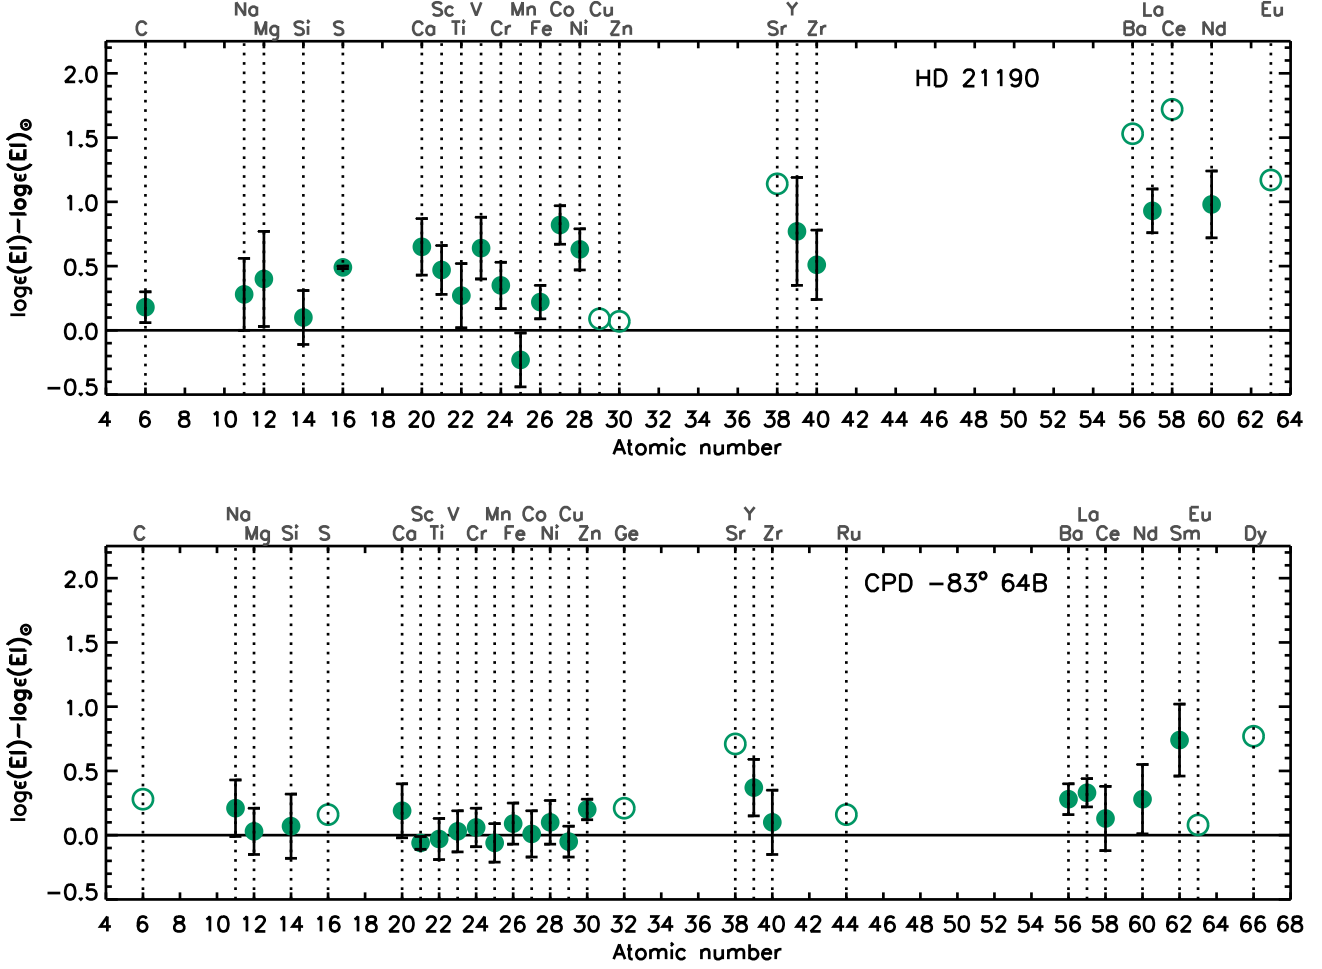 Na Sc V Mn Co Cu Y La Eu
C Mg Si S Ca Ti Cr Fe Ni Zn Sr Zr Ba Ce Nd
HD 21190
2.0
1.5
1.0
0.5
0.0
−0.5
logϵ(El)−logϵ(El)⊙
4 6 8 10 12 14 16 18 20 22 24 26 28 30 32 34 36 38 40 42 44 46 48 50 52 54 56 58 60 62 64
Atomic number
Na Sc V Mn Co Cu Y La Eu
C Mg Si S Ca Ti Cr Fe Ni Zn Ge Sr Zr Ru Ba Ce Nd Sm Dy
CPD −83° 64B
2.0
1.5
1.0
0.5
0.0
−0.5
logϵ(El)−logϵ(El)⊙
4 6 8 10 12 14 16 18 20 22 24 26 28 30 32 34 36 38 40 42 44 46 48 50 52 54 56 58 60 62 64 66 68
Atomic number